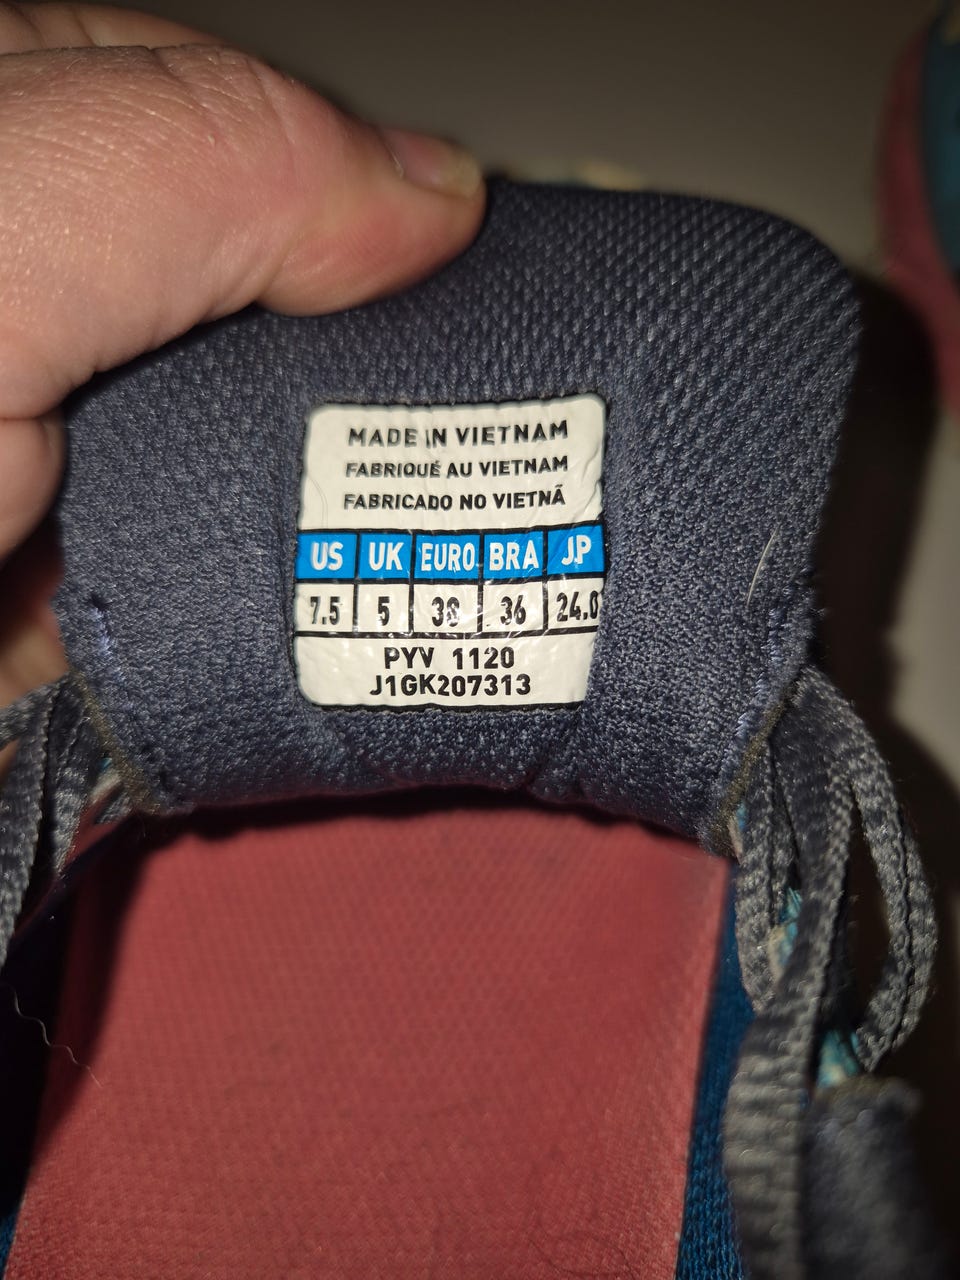 MADE IN VIETNAM
FABRIQUÉ AU VIETNAM
FABRICADO NO VIETNÃ
US UK EURO BRA JP
7.5 5 38 36 24.0
PYV 1120
J1GK207313